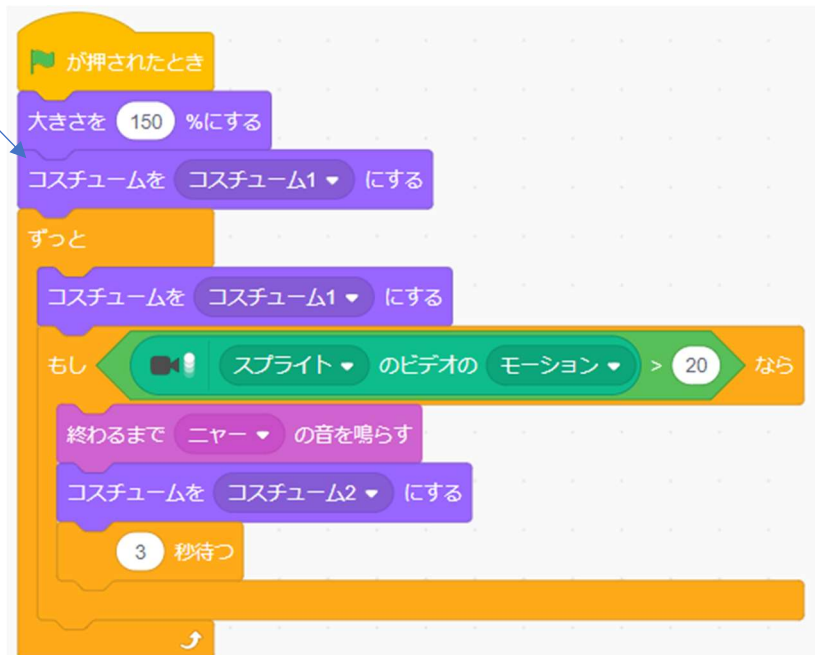 が押されたとき
大きさを 150 %にする
コスチュームを コスチューム1 にする
ずっと
コスチュームを コスチューム1 にする
もし スプライト のビデオの モーション > 20 なら
終わるまで ニャー の音を鳴らす
コスチュームを コスチューム2 にする
3 秒待つ